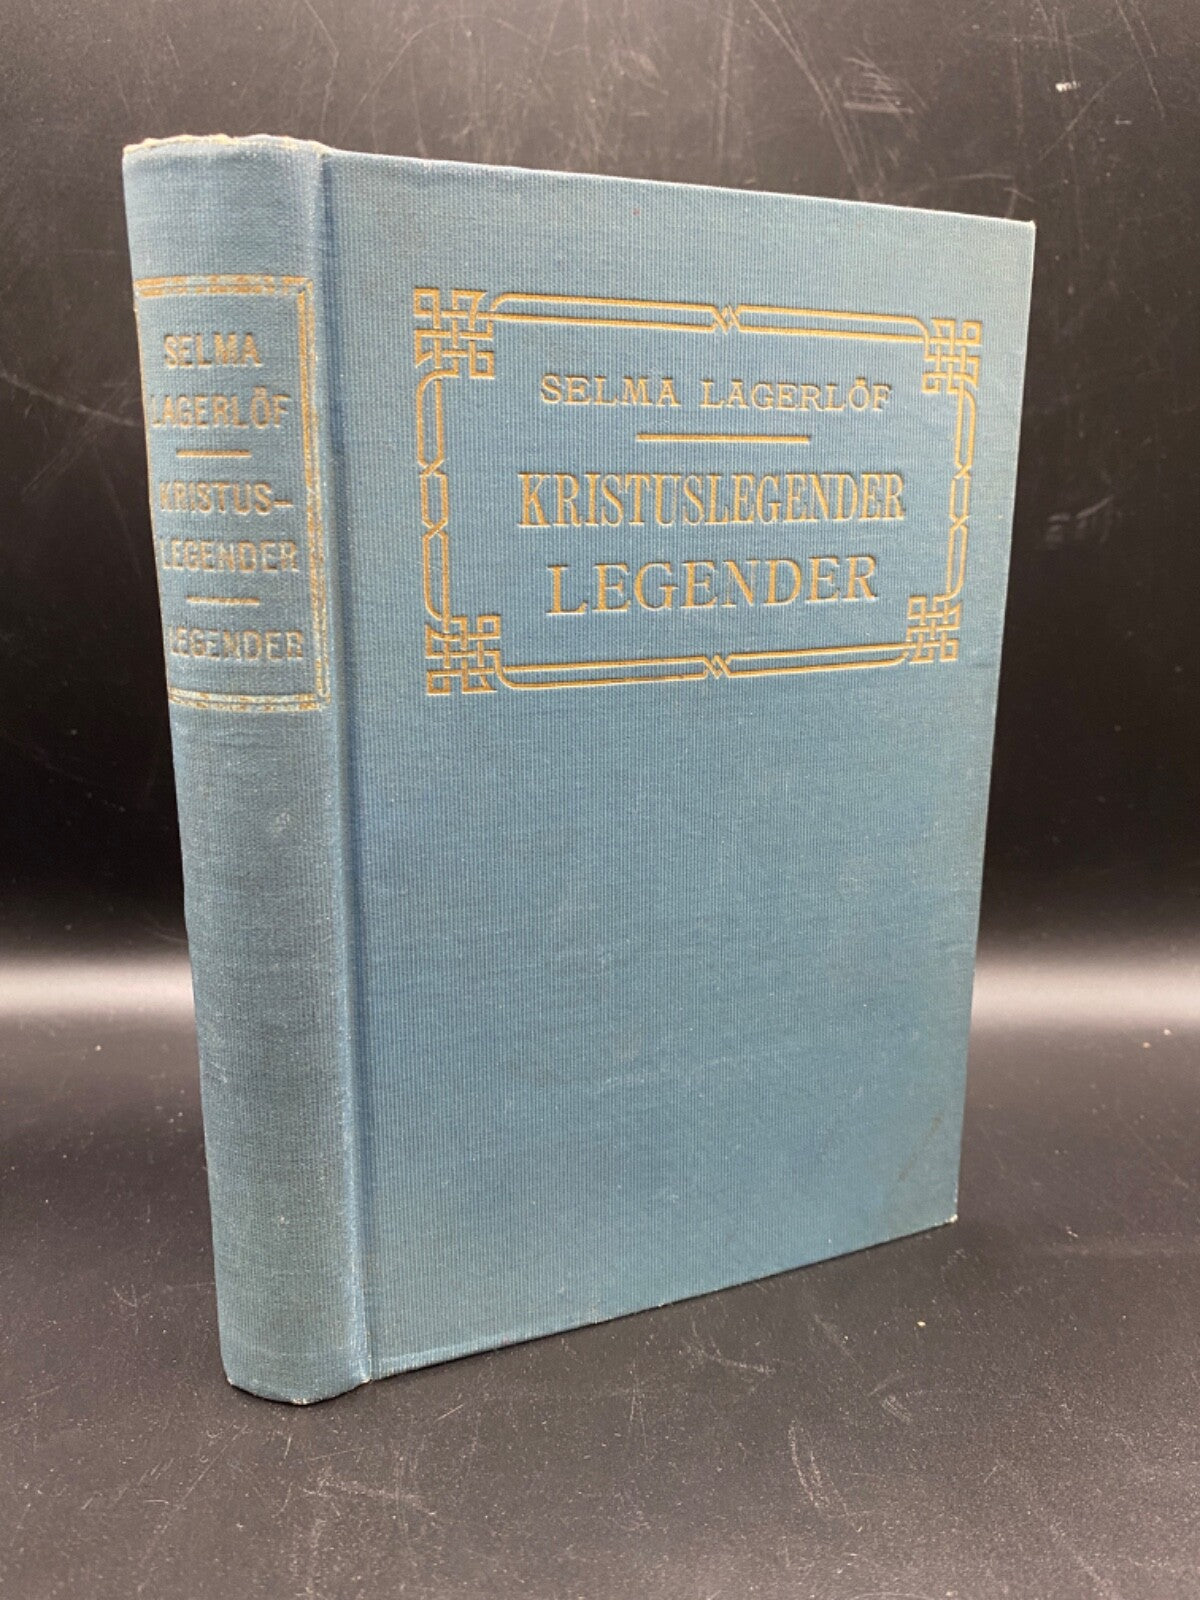 SELMA
LAGERLÖF
KRISTUS-
LEGENDER
LEGENDER
SELMA LAGERLÖF
KRISTUSLEGENDER
LEGENDER